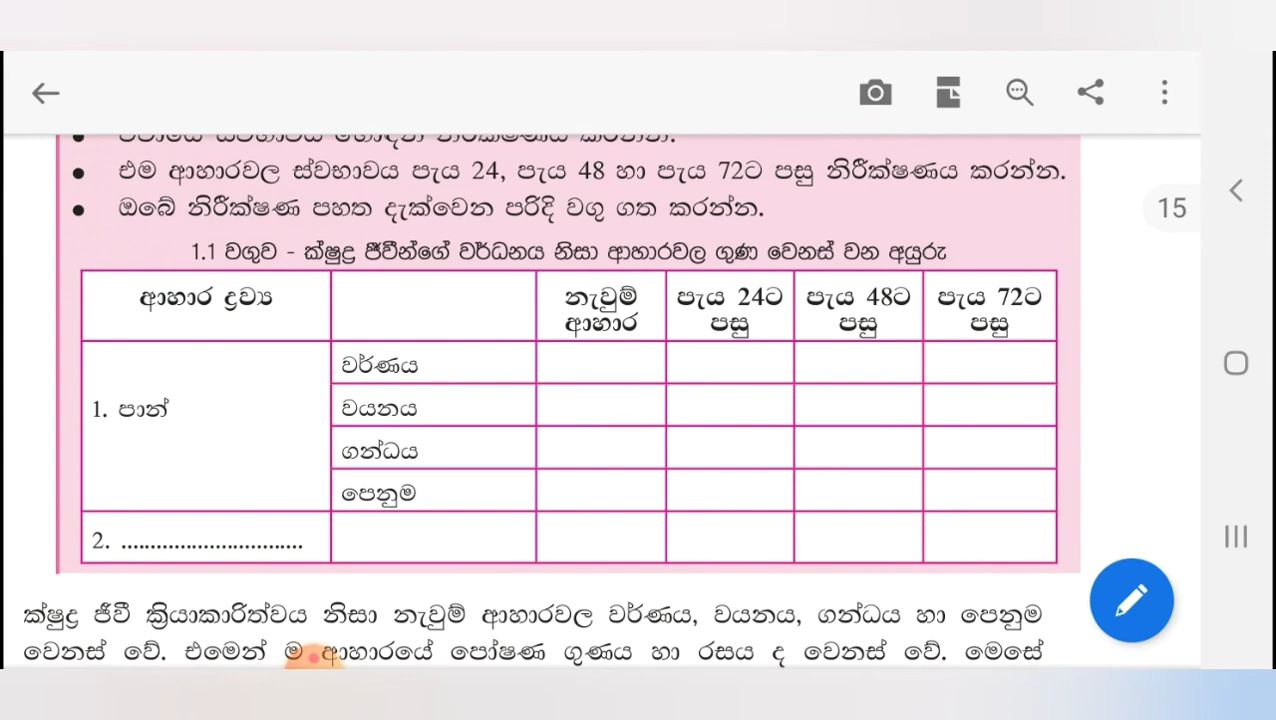 • එම ආහාරවල ස්වභාවය පැය 24, පැය 48 හා පැය 72ට පසු නිරීක්ෂණය කරන්න.
15
• ඔබේ නිරීක්ෂණ පහත දැක්වෙන පරිදි වගු ගත කරන්න.
1.1 වගුව - ක්ෂුද්‍ර ජීවීන්ගේ වර්ධනය නිසා ආහාරවල ගුණ වෙනස් වන අයුරු
ආහාර ද්‍රව්‍ය නැවුම් ආහාර පැය 24ට පසු පැය 48ට පසු පැය 72ට පසු
වර්ණය
1. පාන් වයනය
ගන්ධය
පෙනුම
2. ................................
ක්ෂුද්‍ර ජීවී ක්‍රියාකාරිත්වය නිසා නැවුම් ආහාරවල වර්ණය, වයනය, ගන්ධය හා පෙනුම
වෙනස් වේ. එමෙන් ම ආහාරයේ පෝෂණ ගුණය හා රසය ද වෙනස් වේ. මෙසේ